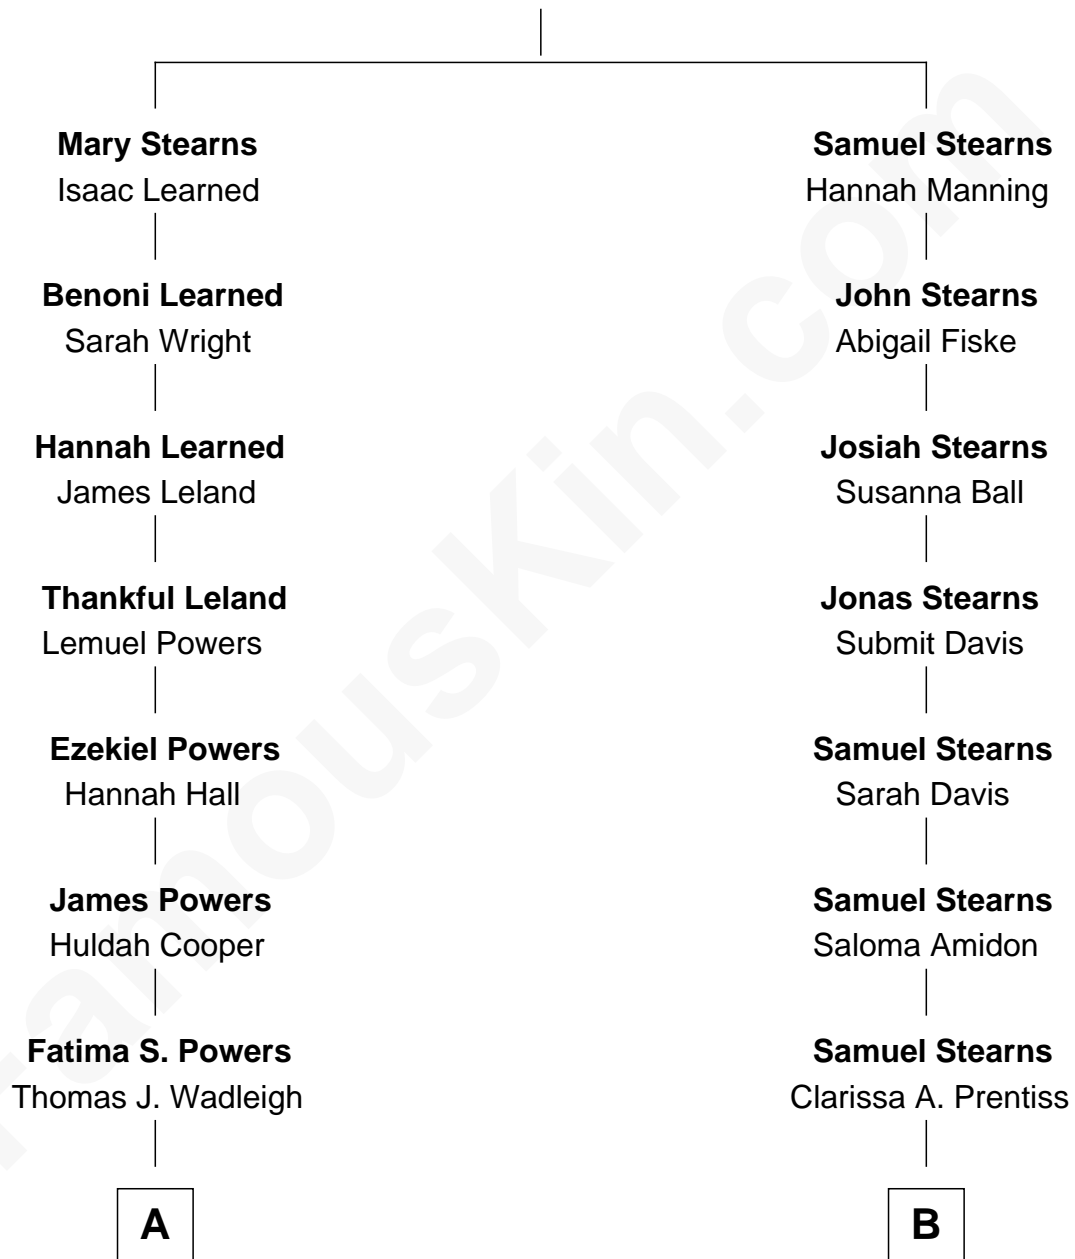 Mary Stearns
Isaac Learned
Benoni Learned
Sarah Wright
Hannah Learned
James Leland
Thankful Leland
Lemuel Powers
Ezekiel Powers
Hannah Hall
James Powers
Huldah Cooper
Fatima S. Powers
Thomas J. Wadleigh
A
Samuel Stearns
Hannah Manning
John Stearns
Abigail Fiske
Josiah Stearns
Susanna Ball
Jonas Stearns
Submit Davis
Samuel Stearns
Sarah Davis
Samuel Stearns
Saloma Amidon
Samuel Stearns
Clarissa A. Prentiss
B
FamousKin.com